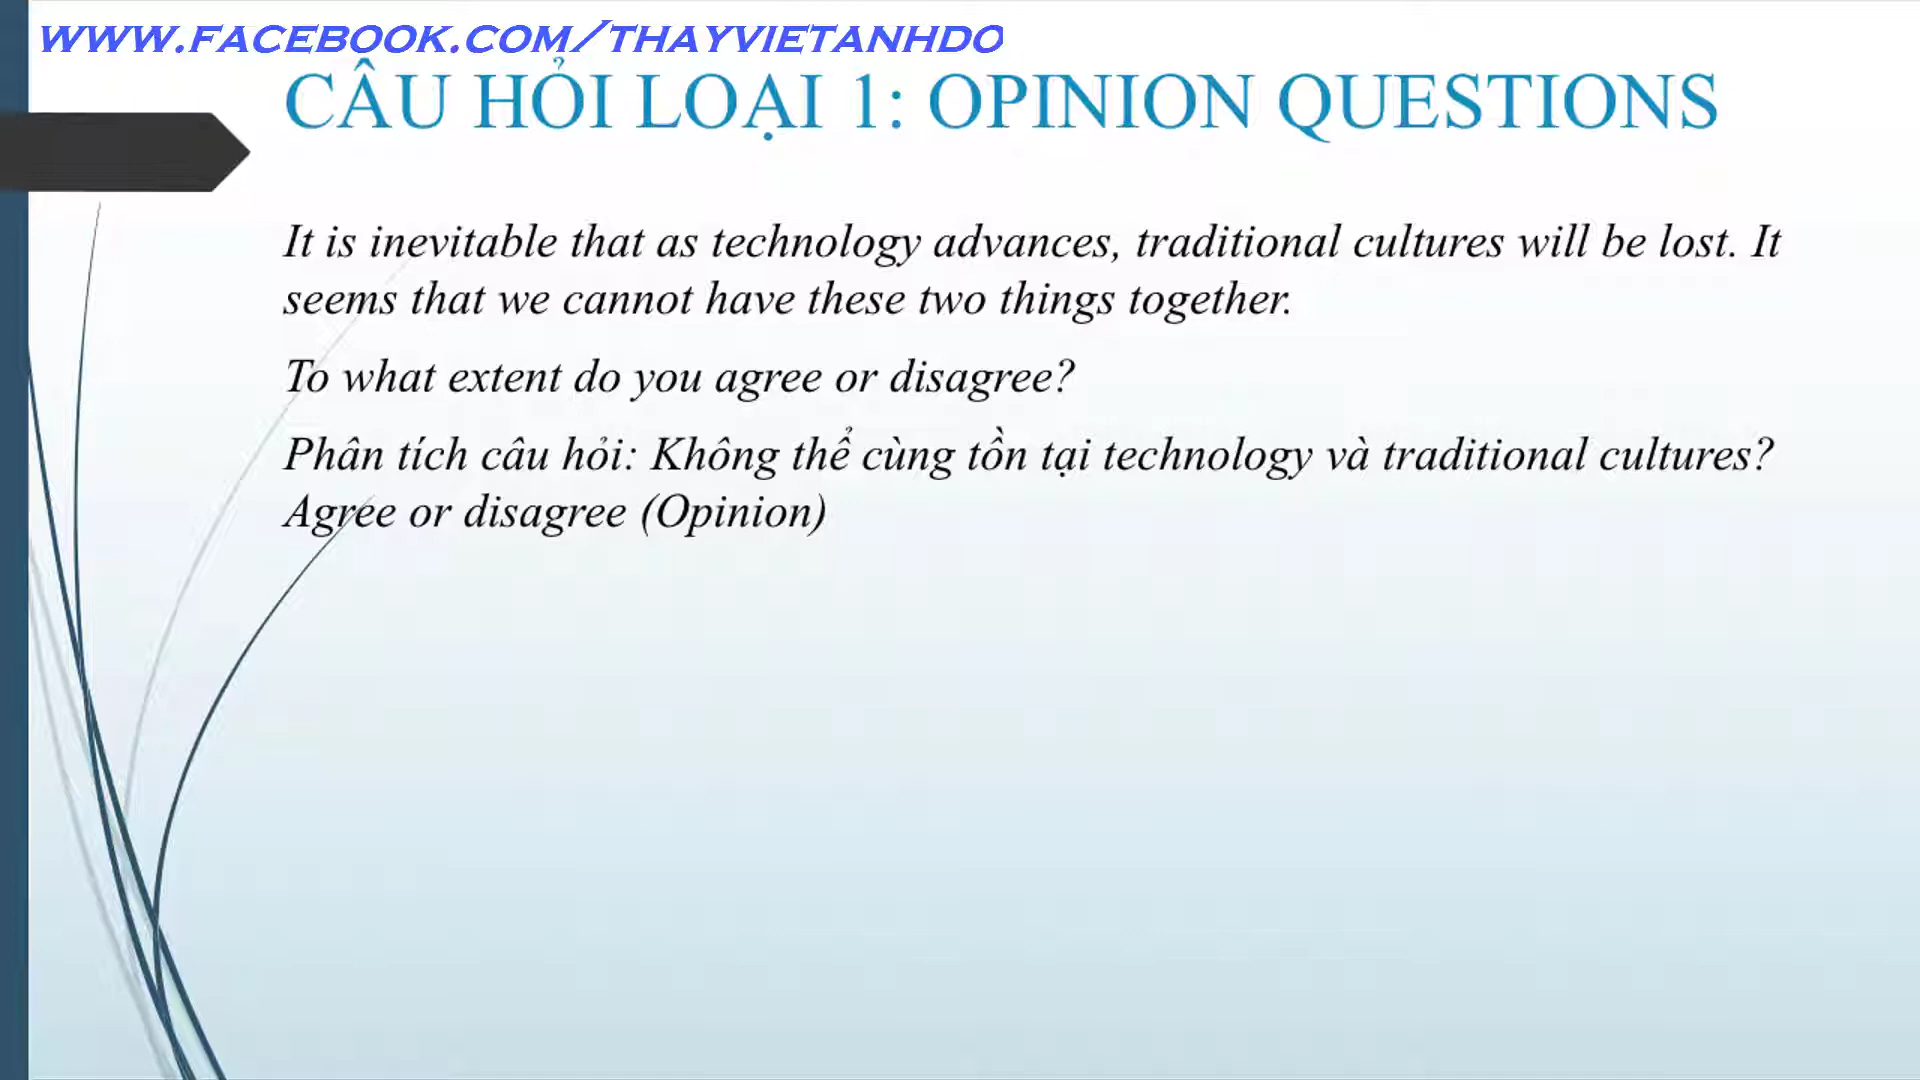 WWW.FACEBOOK.COM/THAYVIETANHDO
CÂU HỎI LOẠI 1: OPINION QUESTIONS
It is inevitable that as technology advances, traditional cultures will be lost. It
seems that we cannot have these two things together.
To what extent do you agree or disagree?
Phân tích câu hỏi: Không thể cùng tồn tại technology và traditional cultures?
Agree or disagree (Opinion)